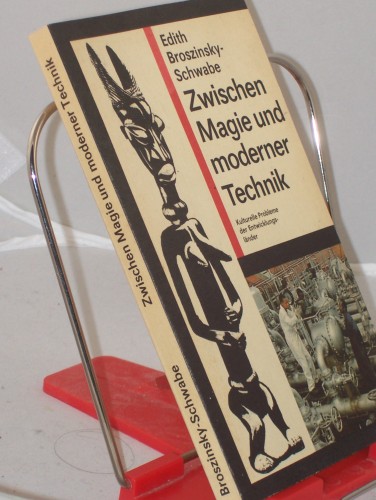 Edith
Broszinsky-
Schwabe
Zwischen
Magie und
moderner
Technik
Kulturelle Probleme
der Entwicklungs-
länder
Broszinsky-Schwabe
Zwischen Magie und moderner Technik